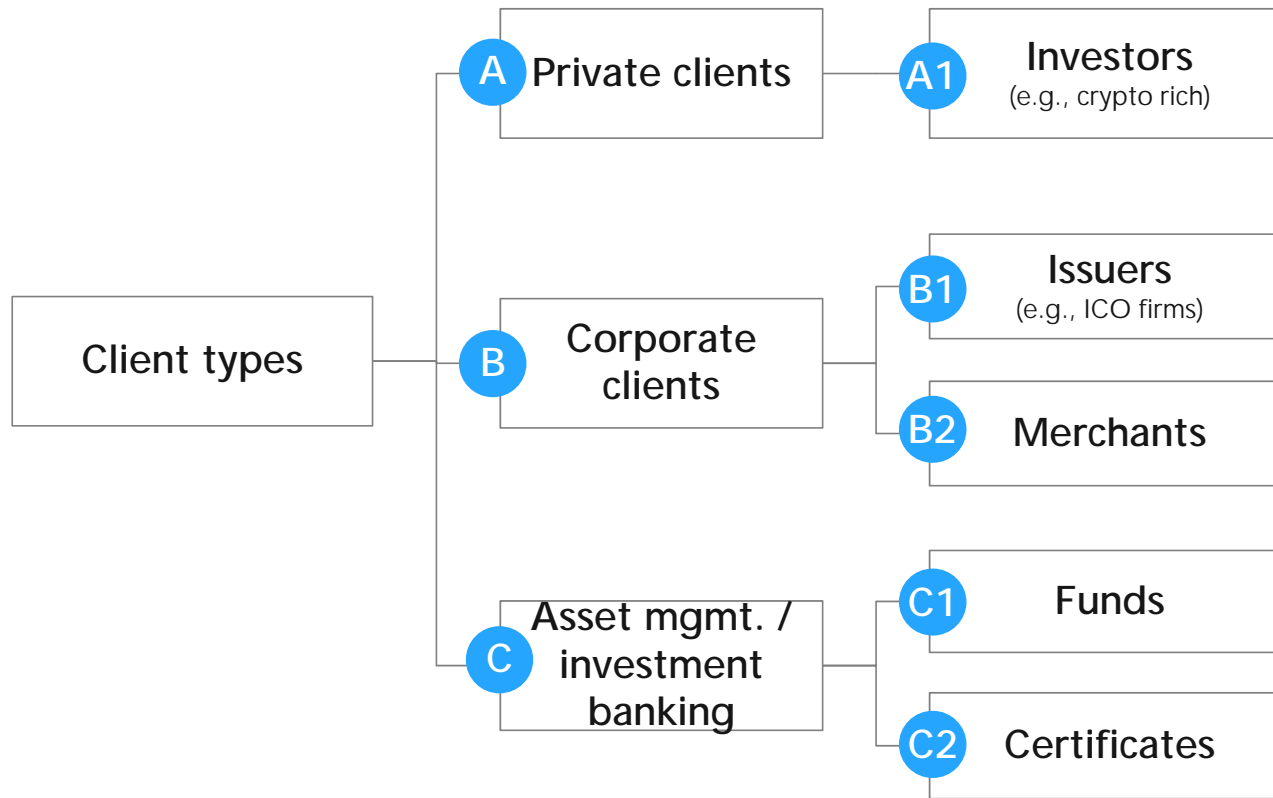 A
Private clients
A1
Investors
(e.g., crypto rich)
Client types
B
Corporate
clients
B1
Issuers
(e.g., ICO firms)
B2
Merchants
C
Asset mgmt. /
investment
banking
C1
Funds
C2
Certificates